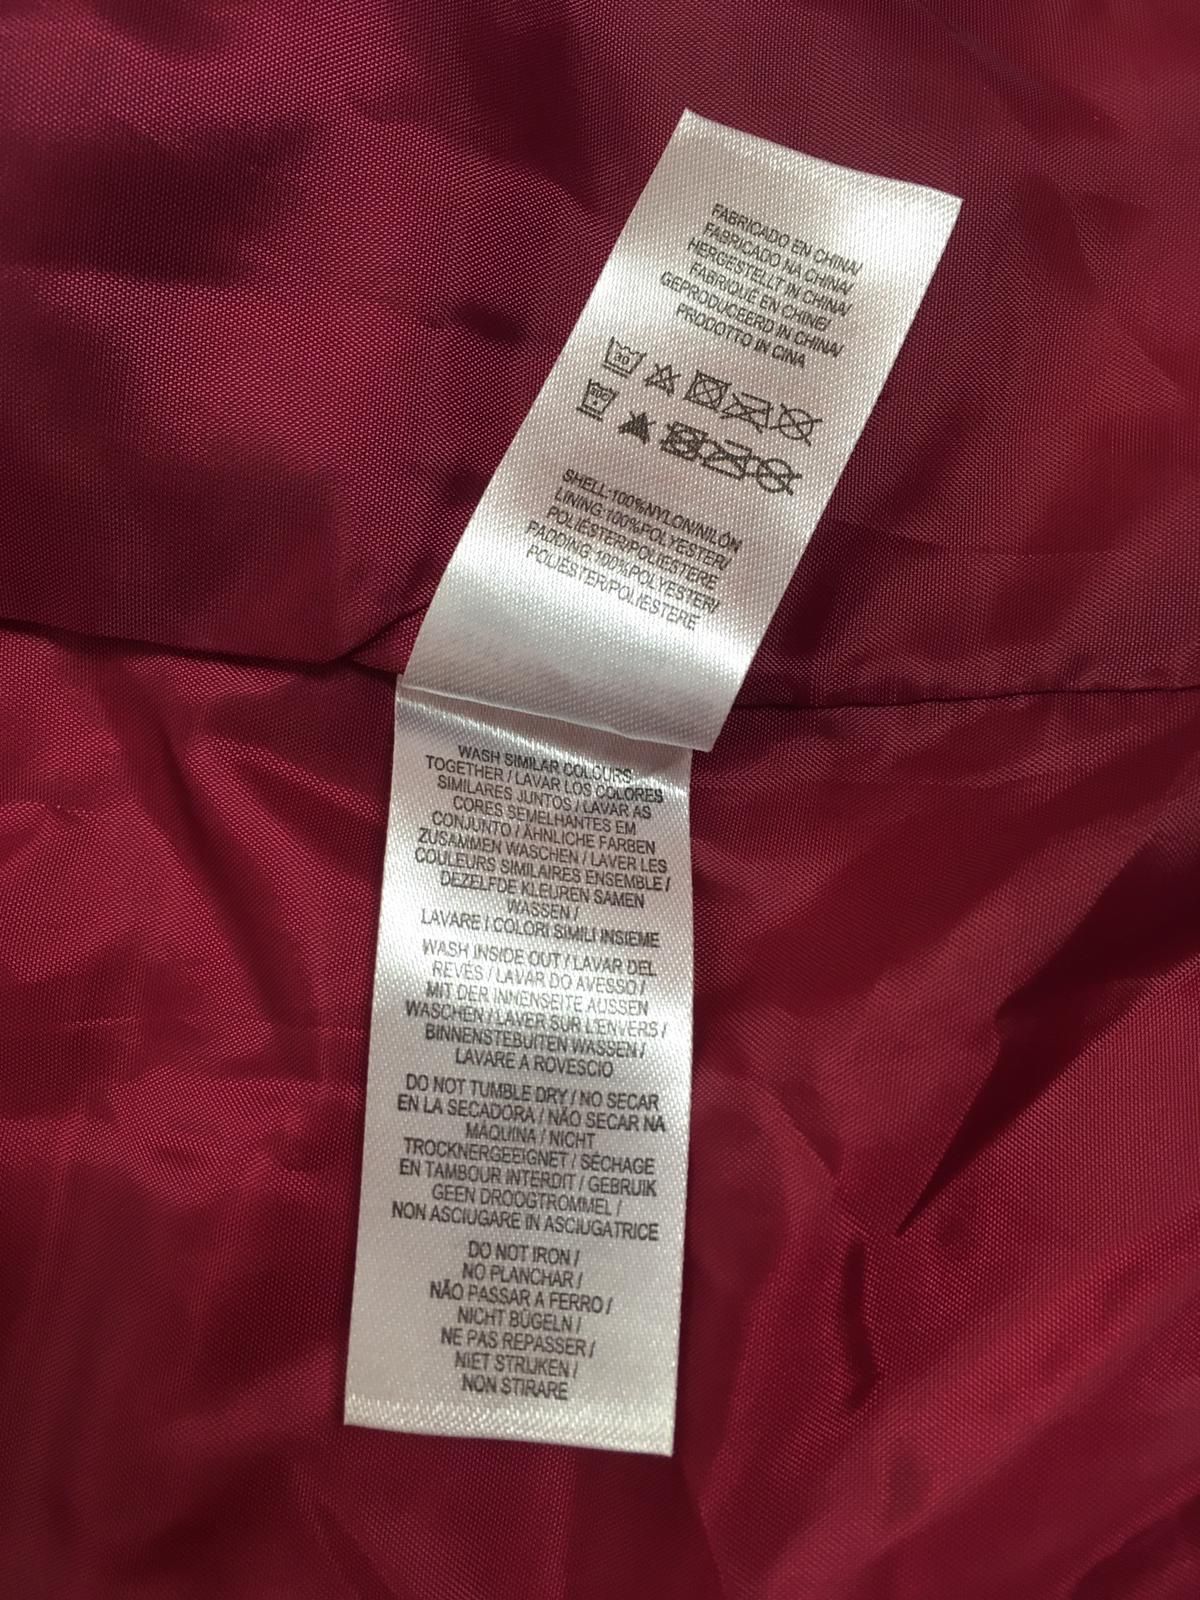 FABRICADO EN CHINA/
FABRICADO NA CHINA/
HERGESTELLT IN CHINA/
FABRIQUÉ EN CHINE/
GEPRODUCEERD IN CHINA/
PRODOTTO IN CINA
30
SHELL:100%NYLON/NILÓN
LINING:100%POLYESTER/
POLIÉSTER/POLIESTERE
PADDING:100%POLYESTER/
POLIÉSTER/POLIESTERE
WASH SIMILAR COLOURS
TOGETHER / LAVAR LOS COLORES
SIMILARES JUNTOS / LAVAR AS
CORES SEMELHANTES EM
CONJUNTO / ÄHNLICHE FARBEN
ZUSAMMEN WASCHEN / LAVER LES
COULEURS SIMILAIRES ENSEMBLE /
DEZELFDE KLEUREN SAMEN
WASSEN /
LAVARE I COLORI SIMILI INSIEME
WASH INSIDE OUT / LAVAR DEL
REVÉS / LAVAR DO AVESSO /
MIT DER INNENSEITE AUSSEN
WASCHEN / LAVER SUR L'ENVERS /
BINNENSTEBUITEN WASSEN /
LAVARE A ROVESCIO
DO NOT TUMBLE DRY / NO SECAR
EN LA SECADORA / NÃO SECAR NA
MÁQUINA / NICHT
TROCKNERGEEIGNET / SÉCHAGE
EN TAMBOUR INTERDIT / GEBRUIK
GEEN DROOGTROMMEL /
NON ASCIUGARE IN ASCIUGATRICE
DO NOT IRON /
NO PLANCHAR /
NÃO PASSAR A FERRO /
NICHT BÜGELN /
NE PAS REPASSER /
NIET STRIJKEN /
NON STIRARE